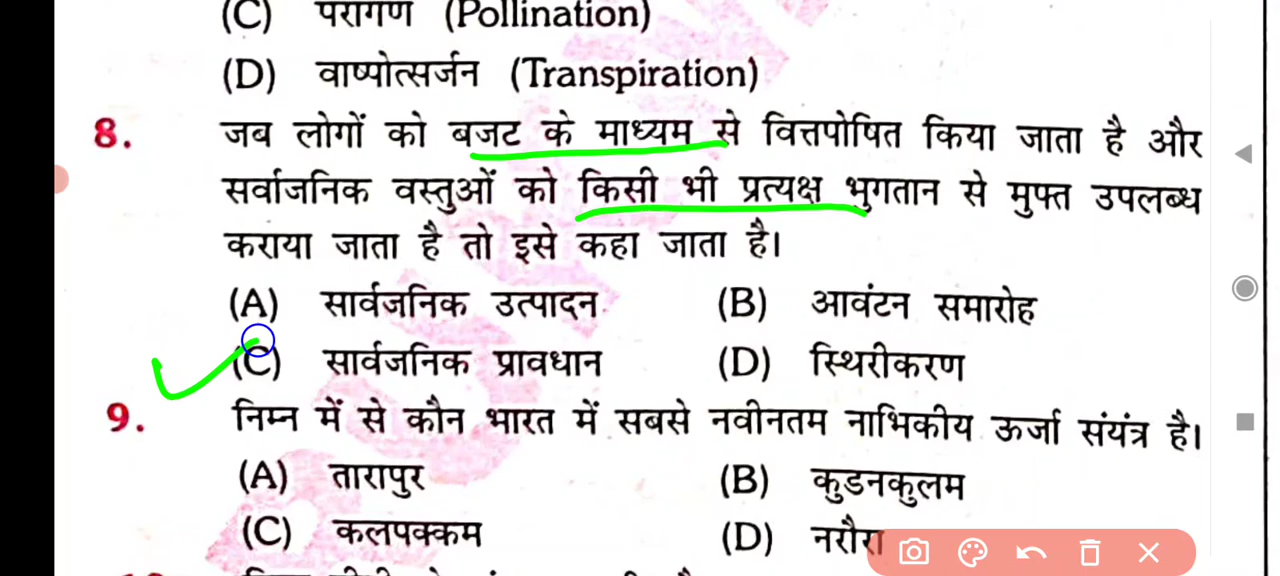 (C) परागण (Pollination)
(D) वाष्पोत्सर्जन (Transpiration)
8. जब लोगों को बजट के माध्यम से वित्तपोषित किया जाता है और
सर्वाजनिक वस्तुओं को किसी भी प्रत्यक्ष भुगतान से मुफ्त उपलब्ध
कराया जाता है तो इसे कहा जाता है।
(A) सार्वजनिक उत्पादन (B) आवंटन समारोह
(C) सार्वजनिक प्रावधान (D) स्थिरीकरण
9. निम्न में से कौन भारत में सबसे नवीनतम नाभिकीय ऊर्जा संयंत्र है।
(A) तारापुर (B) कुडनकुलम
(C) कलपक्कम (D) नरौरा